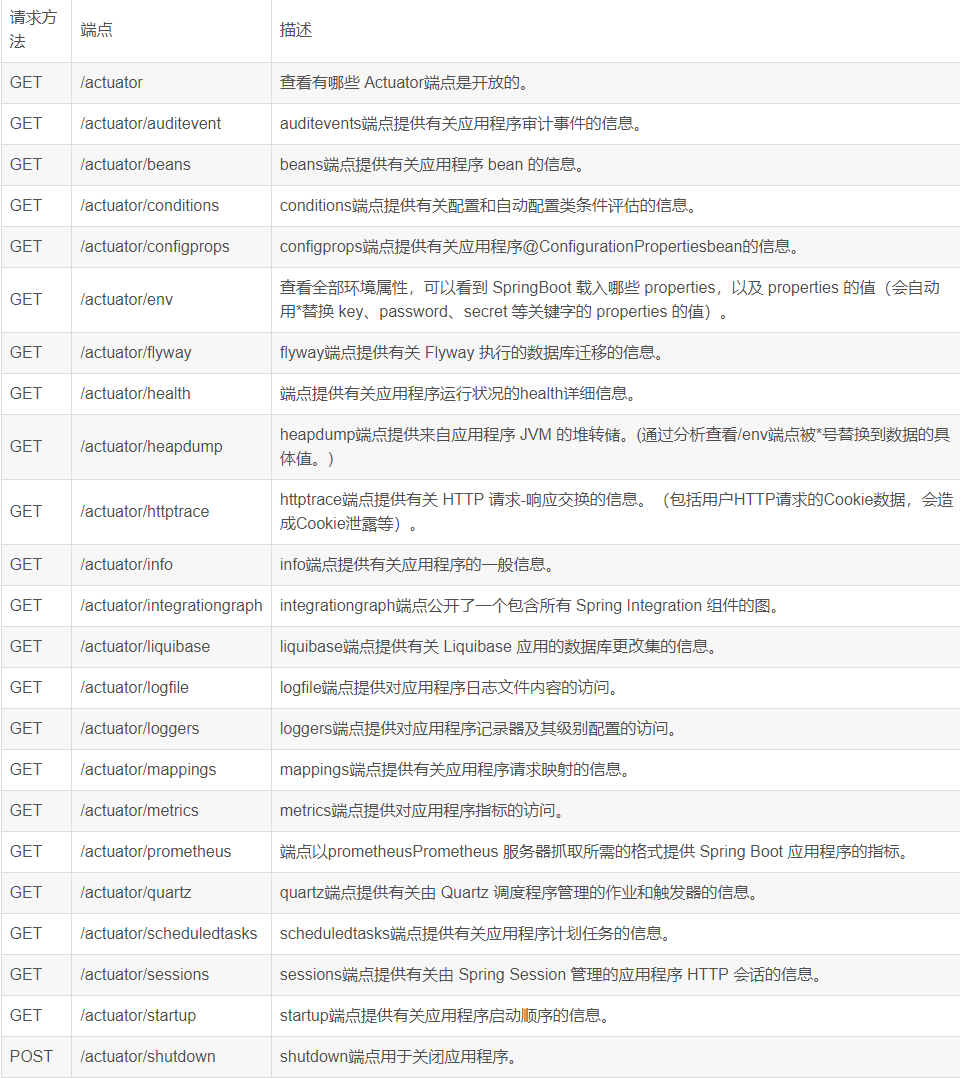 请求方
法
端点
描述
GET
/actuator
查看有哪些 Actuator端点是开放的。
GET
/actuator/auditevent
auditevents端点提供有关应用程序审计事件的信息。
GET
/actuator/beans
beans端点提供有关应用程序 bean 的信息。
GET
/actuator/conditions
conditions端点提供有关配置和自动配置类条件评估的信息。
GET
/actuator/configprops
configprops端点提供有关应用程序@ConfigurationPropertiesbean的信息。
GET
/actuator/env
查看全部环境属性，可以看到 SpringBoot 载入哪些 properties，以及 properties 的值（会自动
用*替换 key、password、secret 等关键字的 properties 的值）。
GET
/actuator/flyway
flyway端点提供有关 Flyway 执行的数据库迁移的信息。
GET
/actuator/health
端点提供有关应用程序运行状况的health详细信息。
GET
/actuator/heapdump
heapdump端点提供来自应用程序 JVM 的堆转储。(通过分析查看/env端点被*号替换到数据的具
体值。)
GET
/actuator/httptrace
httptrace端点提供有关 HTTP 请求-响应交换的信息。（包括用户HTTP请求的Cookie数据，会造
成Cookie泄露等）。
GET
/actuator/info
info端点提供有关应用程序的一般信息。
GET
/actuator/integrationgraph
integrationgraph端点公开了一个包含所有 Spring Integration 组件的图。
GET
/actuator/liquibase
liquibase端点提供有关 Liquibase 应用的数据库更改集的信息。
GET
/actuator/logfile
logfile端点提供对应用程序日志文件内容的访问。
GET
/actuator/loggers
loggers端点提供对应用程序记录器及其级别配置的访问。
GET
/actuator/mappings
mappings端点提供有关应用程序请求映射的信息。
GET
/actuator/metrics
metrics端点提供对应用程序指标的访问。
GET
/actuator/prometheus
端点以prometheusPrometheus 服务器抓取所需的格式提供 Spring Boot 应用程序的指标。
GET
/actuator/quartz
quartz端点提供有关由 Quartz 调度程序管理的作业和触发器的信息。
GET
/actuator/scheduledtasks
scheduledtasks端点提供有关应用程序计划任务的信息。
GET
/actuator/sessions
sessions端点提供有关由 Spring Session 管理的应用程序 HTTP 会话的信息。
GET
/actuator/startup
startup端点提供有关应用程序启动顺序的信息。
POST
/actuator/shutdown
shutdown端点用于关闭应用程序。